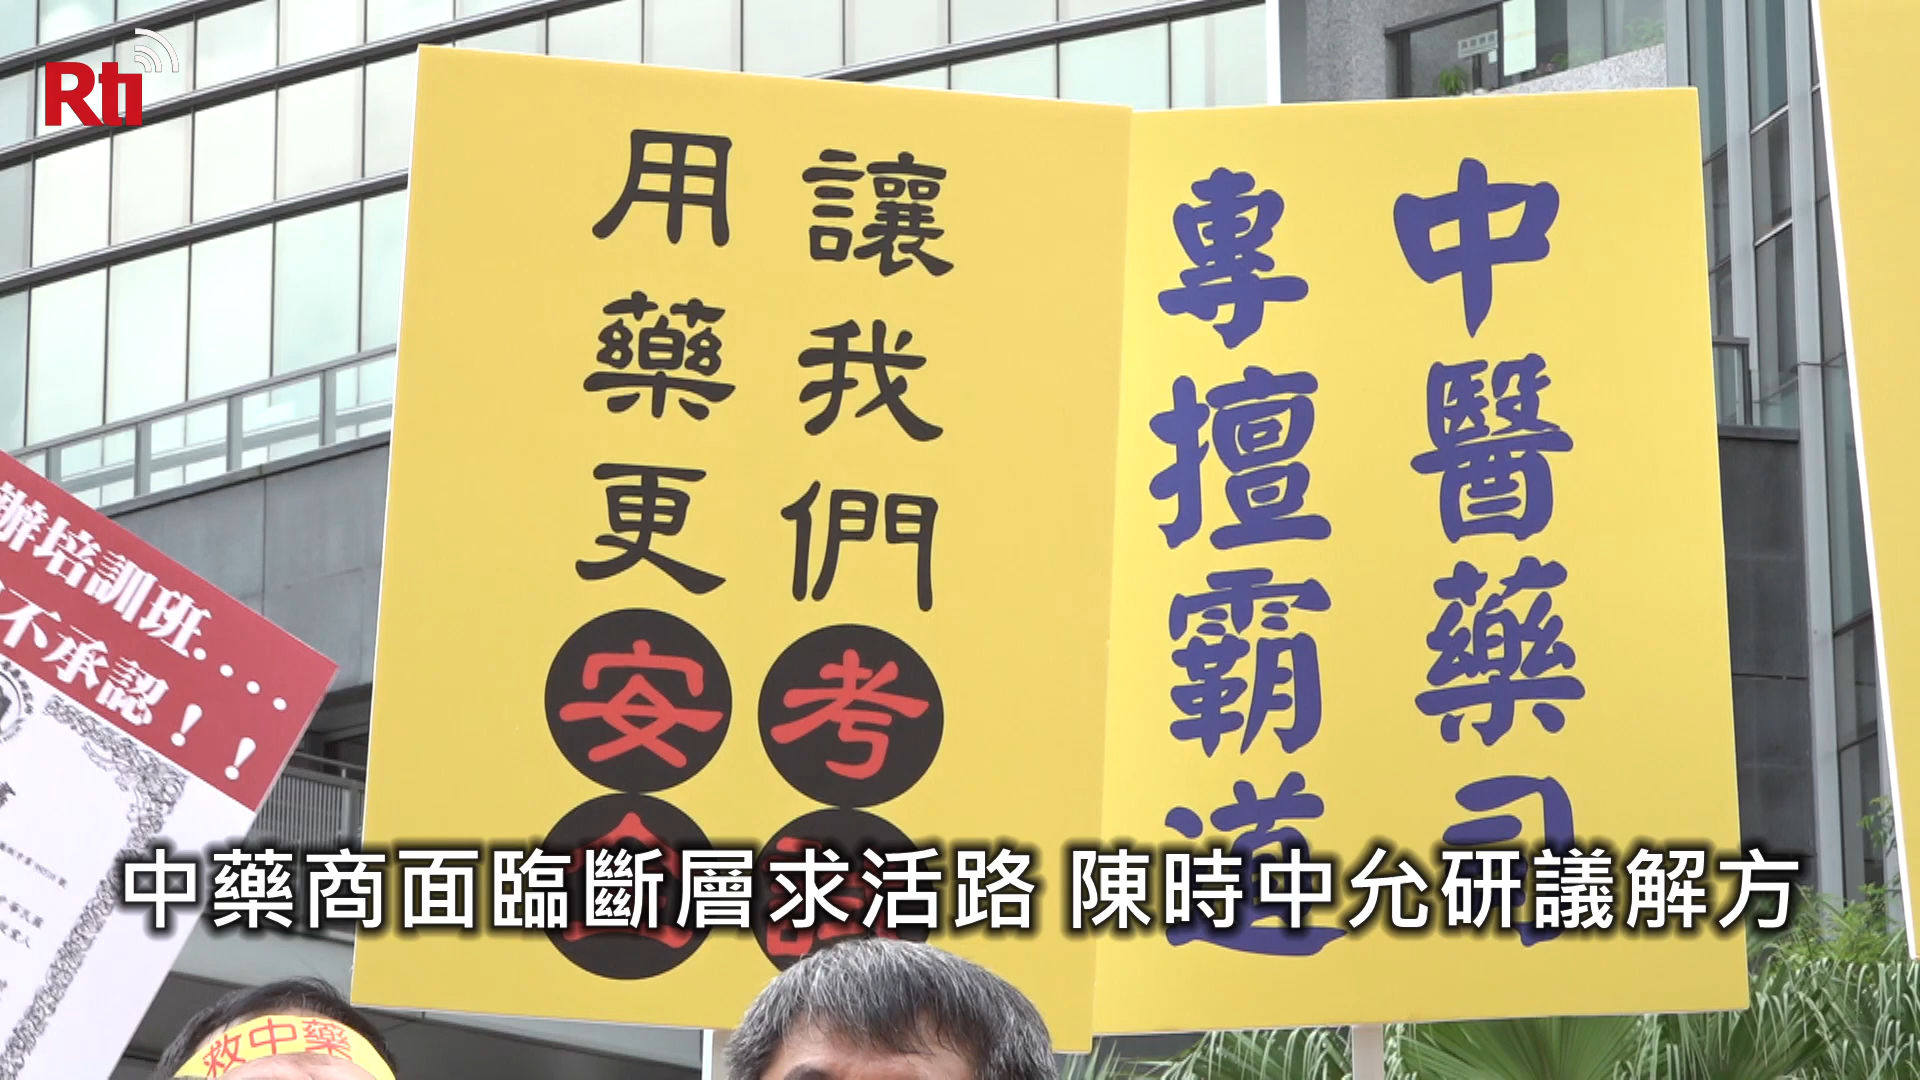 Rti
中醫藥司
專擅霸道
讓我們考試
用藥更安全
辦培訓班....
不承認！！
中藥商面臨斷層求活路 陳時中允研議解方
救中藥